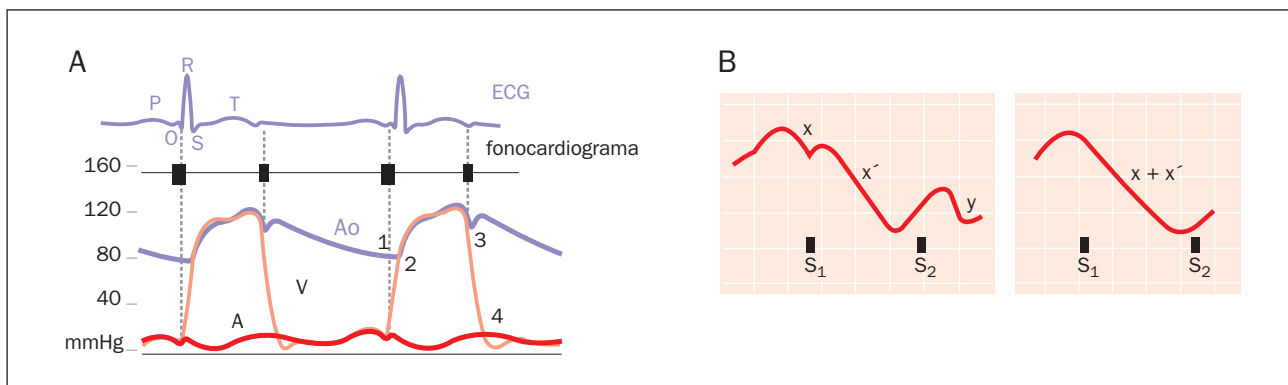 A
R
P
T
ECG
O
S
fonocardiograma
160
120
Ao
1
3
80
2
V
40
A
4
mmHg
B
x
x´
y
S1
S2
x + x´
S1
S2